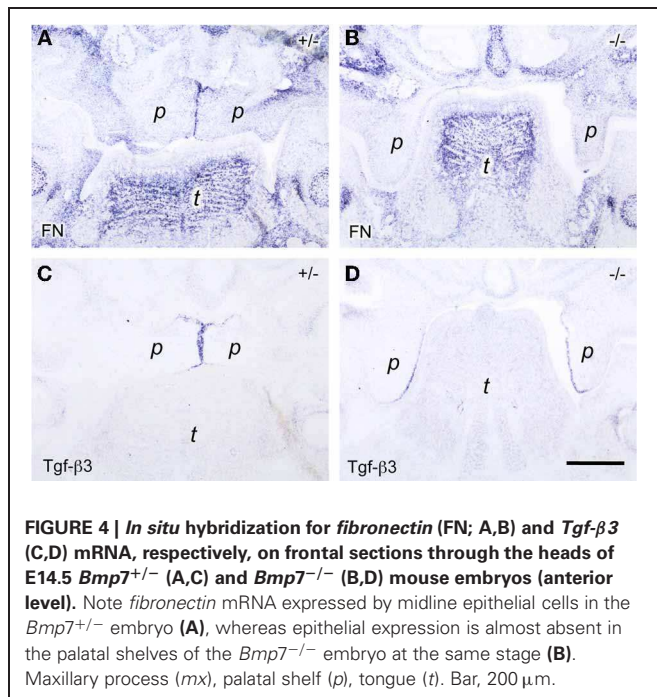 A
+/-
p
p
t
FN
B
-/-
p
p
t
FN
C
+/-
p
p
t
Tgf-β3
D
-/-
p
p
t
Tgf-β3
FIGURE 4 | In situ hybridization for fibronectin (FN; A,B) and Tgf-β3
(C,D) mRNA, respectively, on frontal sections through the heads of
E14.5 Bmp7+/− (A,C) and Bmp7−/− (B,D) mouse embryos (anterior
level). Note fibronectin mRNA expressed by midline epithelial cells in the
Bmp7+/− embryo (A), whereas epithelial expression is almost absent in
the palatal shelves of the Bmp7−/− embryo at the same stage (B).
Maxillary process (mx), palatal shelf (p), tongue (t). Bar, 200 μm.